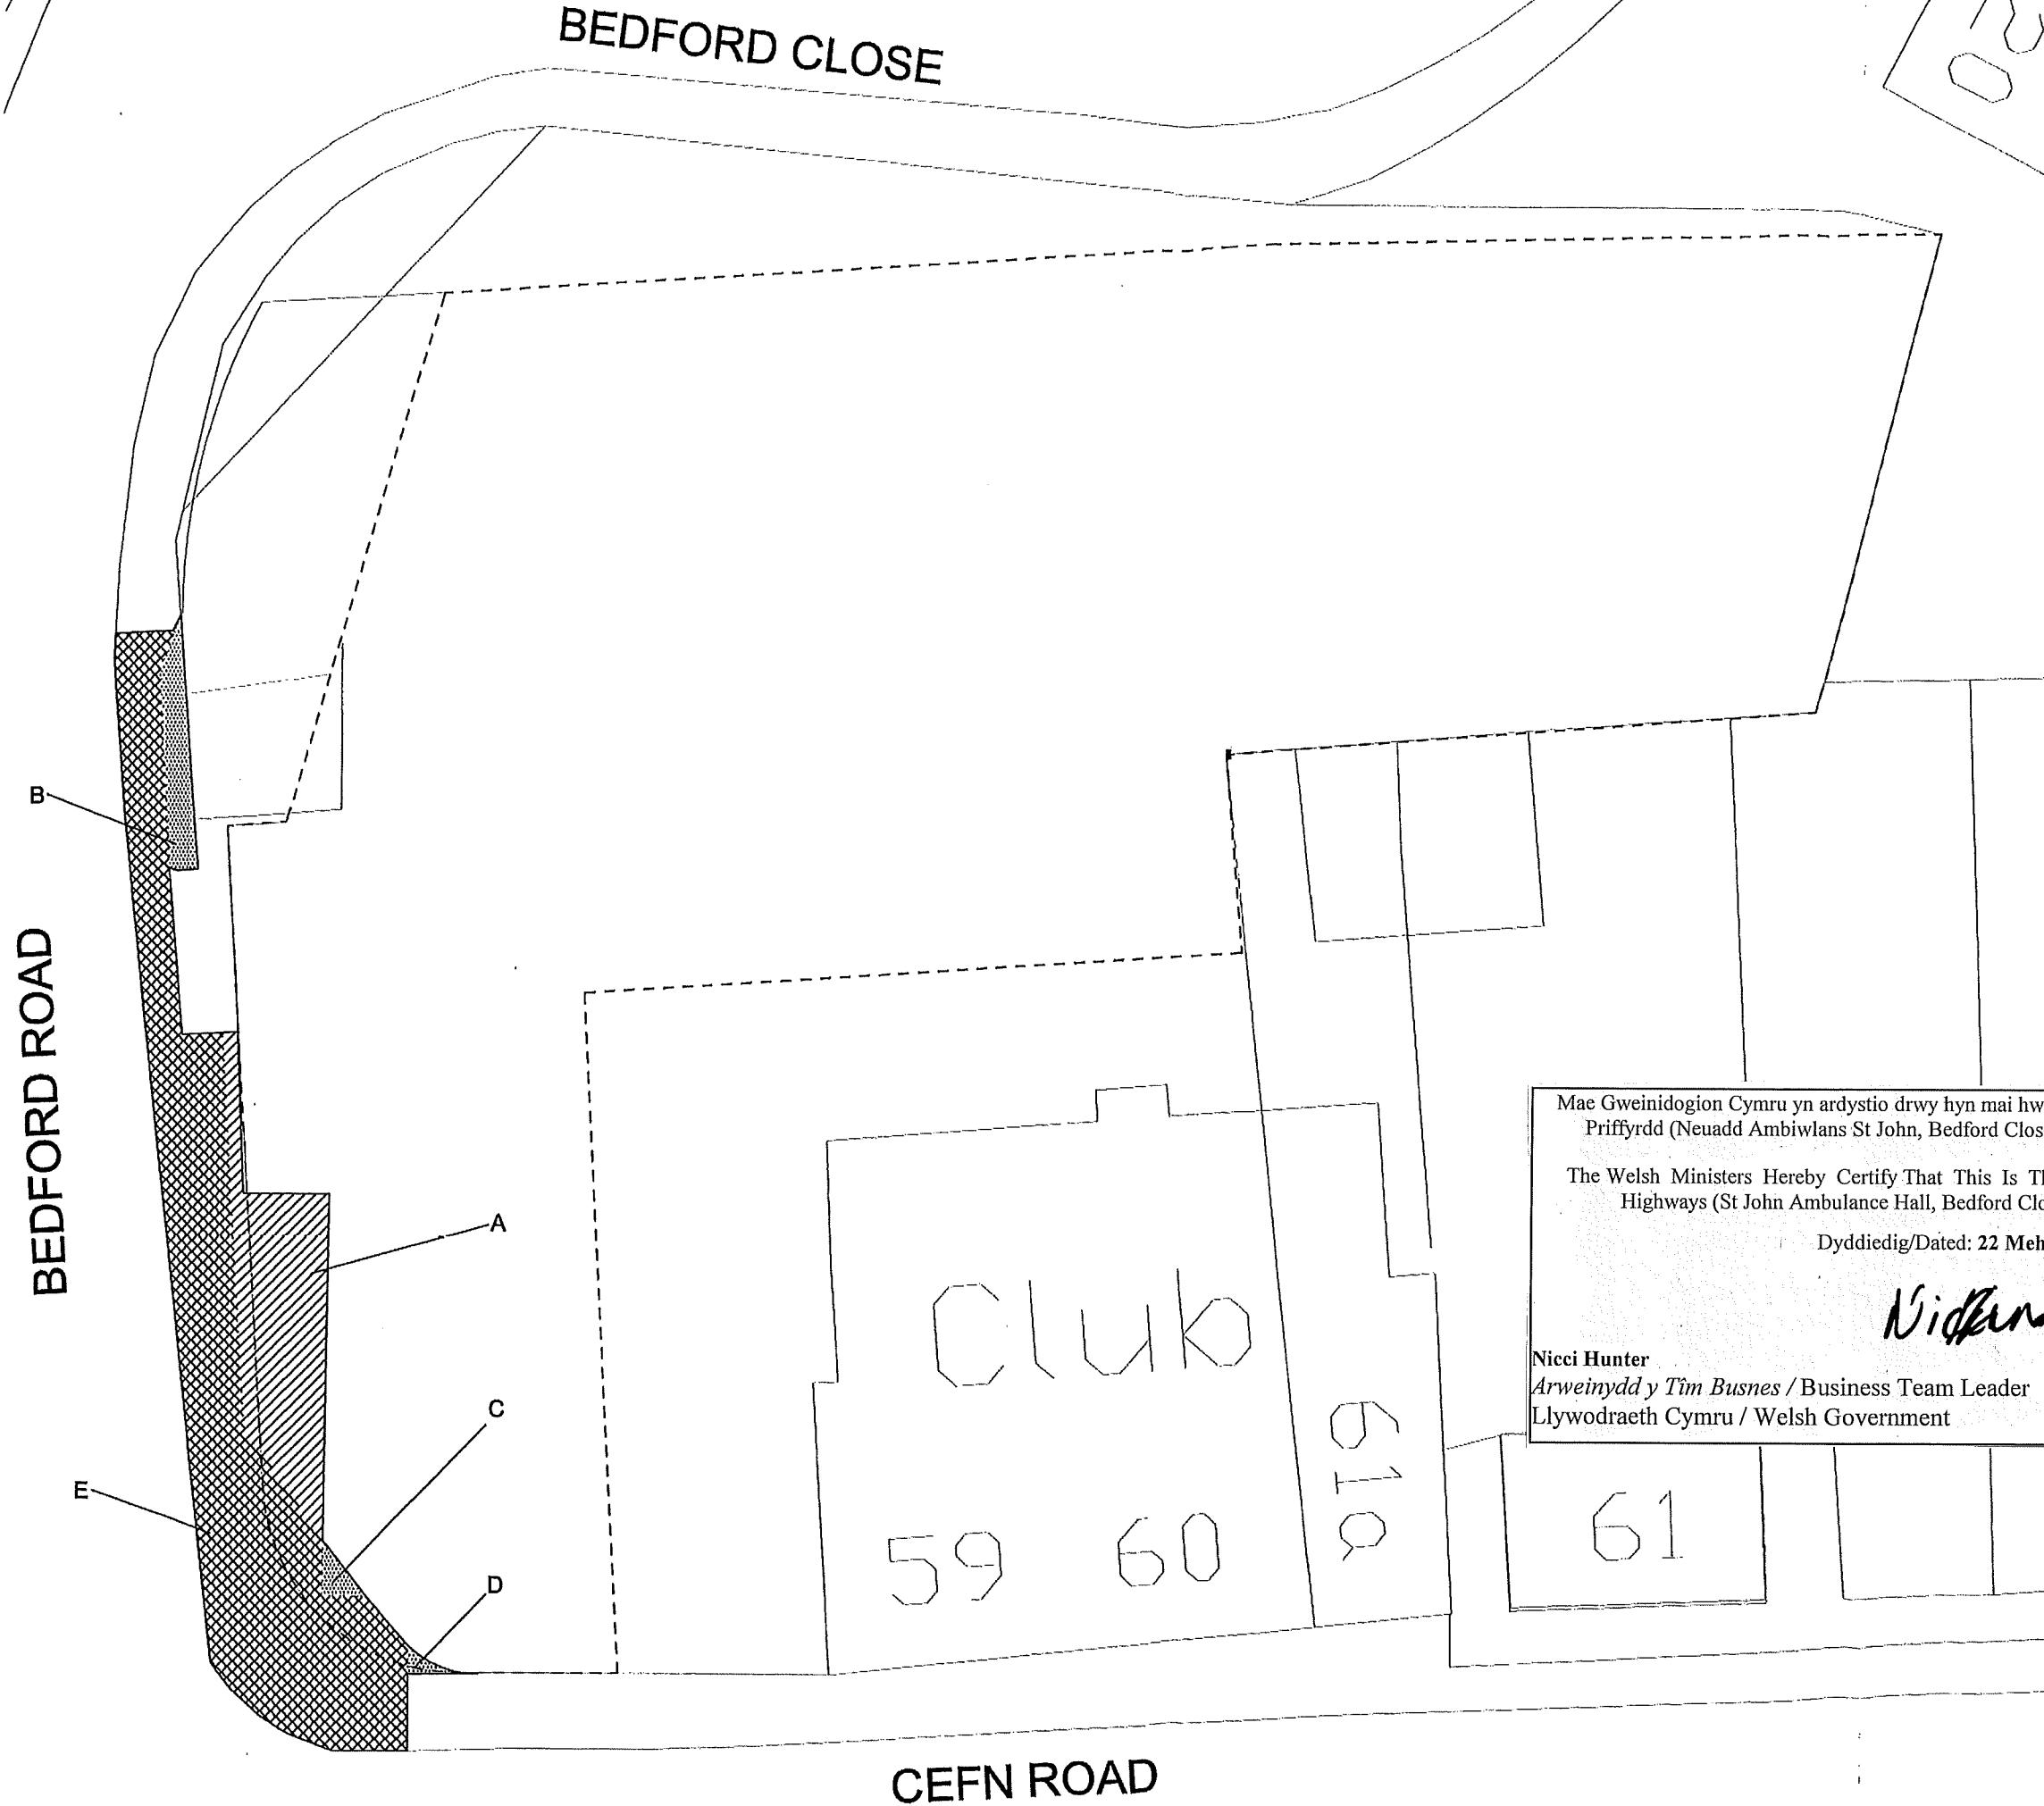 BEDFORD CLOSE
B
BEDFORD ROAD
A
C
E
D
Club
59 60
61a
61
CEFN ROAD
Mae Gweinidogion Cymru yn ardystio drwy hyn mai hw
Priffyrdd (Neuadd Ambiwlans St John, Bedford Clos
The Welsh Ministers Hereby Certify That This Is Th
Highways (St John Ambulance Hall, Bedford Clo
Dyddiedig/Dated: 22 Meh
Nicci Hunter
Arweinydd y Tîm Busnes / Business Team Leader
Llywodraeth Cymru / Welsh Government